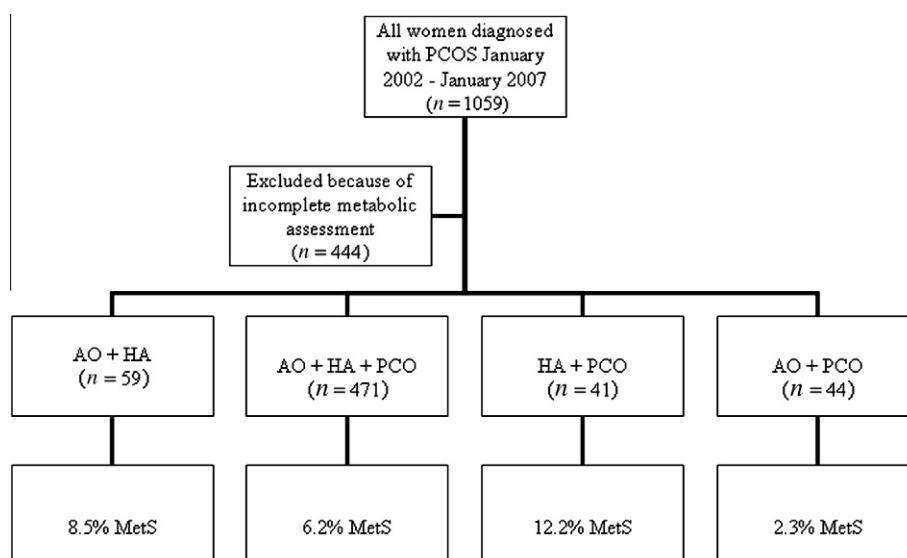 All women diagnosed
with PCOS January
2002 - January 2007
(n = 1059)
Excluded because of
incomplete metabolic
assessment
(n = 444)
AO + HA
(n = 59)
AO + HA + PCO
(n = 471)
HA + PCO
(n = 41)
AO + PCO
(n = 44)
8.5% MetS
6.2% MetS
12.2% MetS
2.3% MetS